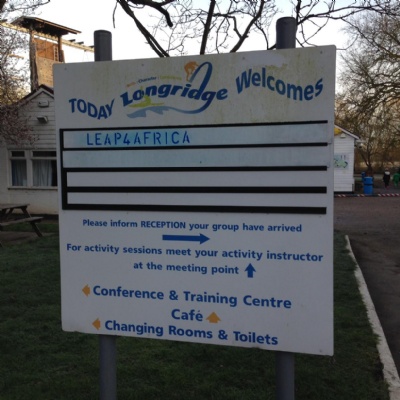 TODAY Longridge Welcomes
LEAP4AFRICA
Please inform RECEPTION your group have arrived
For activity sessions meet your activity instructor
at the meeting point
Conference & Training Centre
Café
Changing Rooms & Toilets